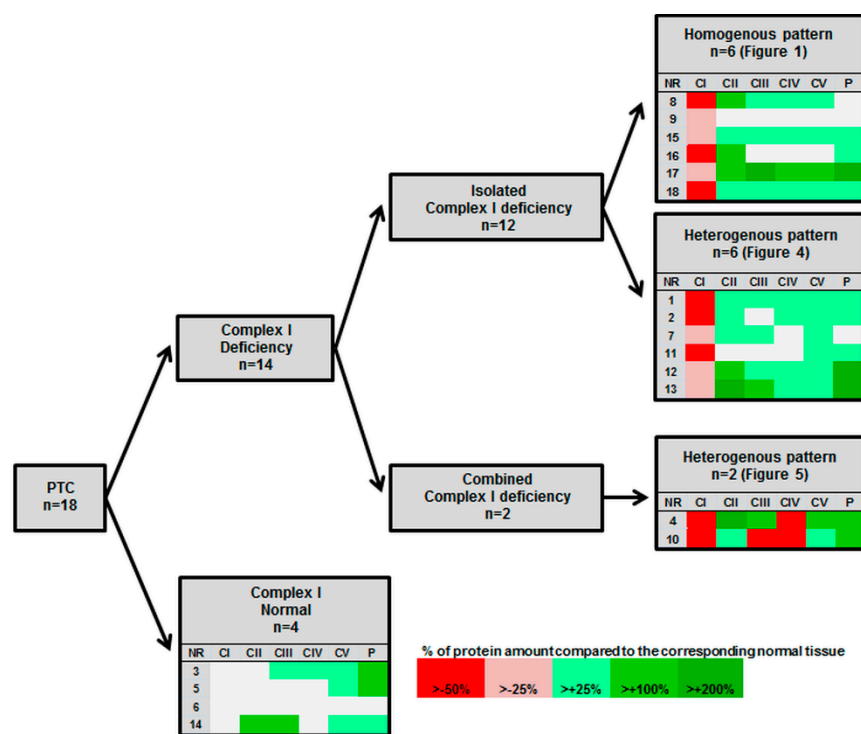 Homogenous pattern
n=6 (Figure 1)
NR CI CII CIII CIV CV P
8
9
15
16
17
18
Isolated
Complex I deficiency
n=12
Heterogenous pattern
n=6 (Figure 4)
NR CI CII CIII CIV CV P
1
2
7
11
12
13
Complex I
Deficiency
n=14
PTC
n=18
Combined
Complex I deficiency
n=2
Heterogenous pattern
n=2 (Figure 5)
NR CI CII CIII CIV CV P
4
10
Complex I
Normal
n=4
NR CI CII CIII CIV CV P
3
5
6
14
% of protein amount compared to the corresponding normal tissue
>-50% >-25% >+25% >+100% >+200%